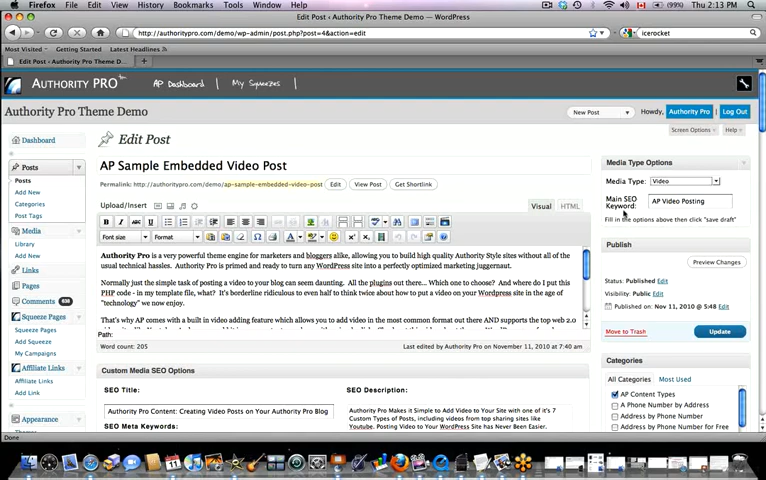 Firefox File Edit View History Bookmarks Tools Window Help
(99%) Thu 2:13 PM
Edit Post ‹ Authority Pro Theme Demo — WordPress
http://authoritypro.com/demo/wp-admin/post.php?post=4&action=edit
icerocket
Most Visited Getting Started Latest Headlines
Edit Post ‹ Authority Pro Theme D...
AUTHORITY PRO AP Dashboard My Squeezes
Authority Pro Theme Demo
New Post Howdy, Authority Pro Log Out
Screen Options Help
Dashboard
Posts
Posts
Add New
Categories
Post Tags
Media
Library
Add New
Links
Pages
Comments
Squeeze Pages
Squeeze Pages
Add Squeeze
My Campaigns
Affiliate Links
Affiliate Links
Add Link
Appearance
Edit Post
AP Sample Embedded Video Post
Permalink: http://authoritypro.com/demo/ap-sample-embedded-video-post Edit View Post Get Shortlink
Upload/Insert Visual HTML
Font size Format
Authority Pro is a very powerful theme engine for marketers and bloggers alike, allowing you to build high quality Authority Style sites without all of the
usual technical hassles. Authority Pro is primed and ready to turn any WordPress site into a perfectly optimized marketing juggernaut.
Normally just the simple task of posting a video to your blog can seem daunting. All the plugins out there... Which one to choose? And where do I put this
PHP code - in my template file, what? It's borderline ridiculous to even half to think twice about how to put a video on your Wordpress site in the age of
"technology" we now enjoy.
That's why AP comes with a built in video adding feature which allows you to add video in the most common format out there AND supports the top web 2.0
Path:
Word count: 205 Last edited by Authority Pro on November 11, 2010 at 7:40 am
Custom Media SEO Options
SEO Title:
Authority Pro Content: Creating Video Posts on Your Authority Pro Blog
SEO Meta Keywords:
SEO Description:
Authority Pro Makes it Simple to Add Video to Your Site with one of it's 7
Custom Types of Posts, including videos from top sharing sites like
Youtube. Posting Video to Your WordPress Site has Never Been Easier.
Media Type Options
Media Type: Video
Main SEO
Keyword: AP Video Posting
Fill in the options above then click "save draft"
Publish
Preview Changes
Status: Published Edit
Visibility: Public Edit
Published on: Nov 11, 2010 @ 5:48 Edit
Move to Trash Update
Categories
All Categories Most Used
AP Content Types
A Phone Number by Address
Address by Phone Number
Address by Phone Number for Free
Done